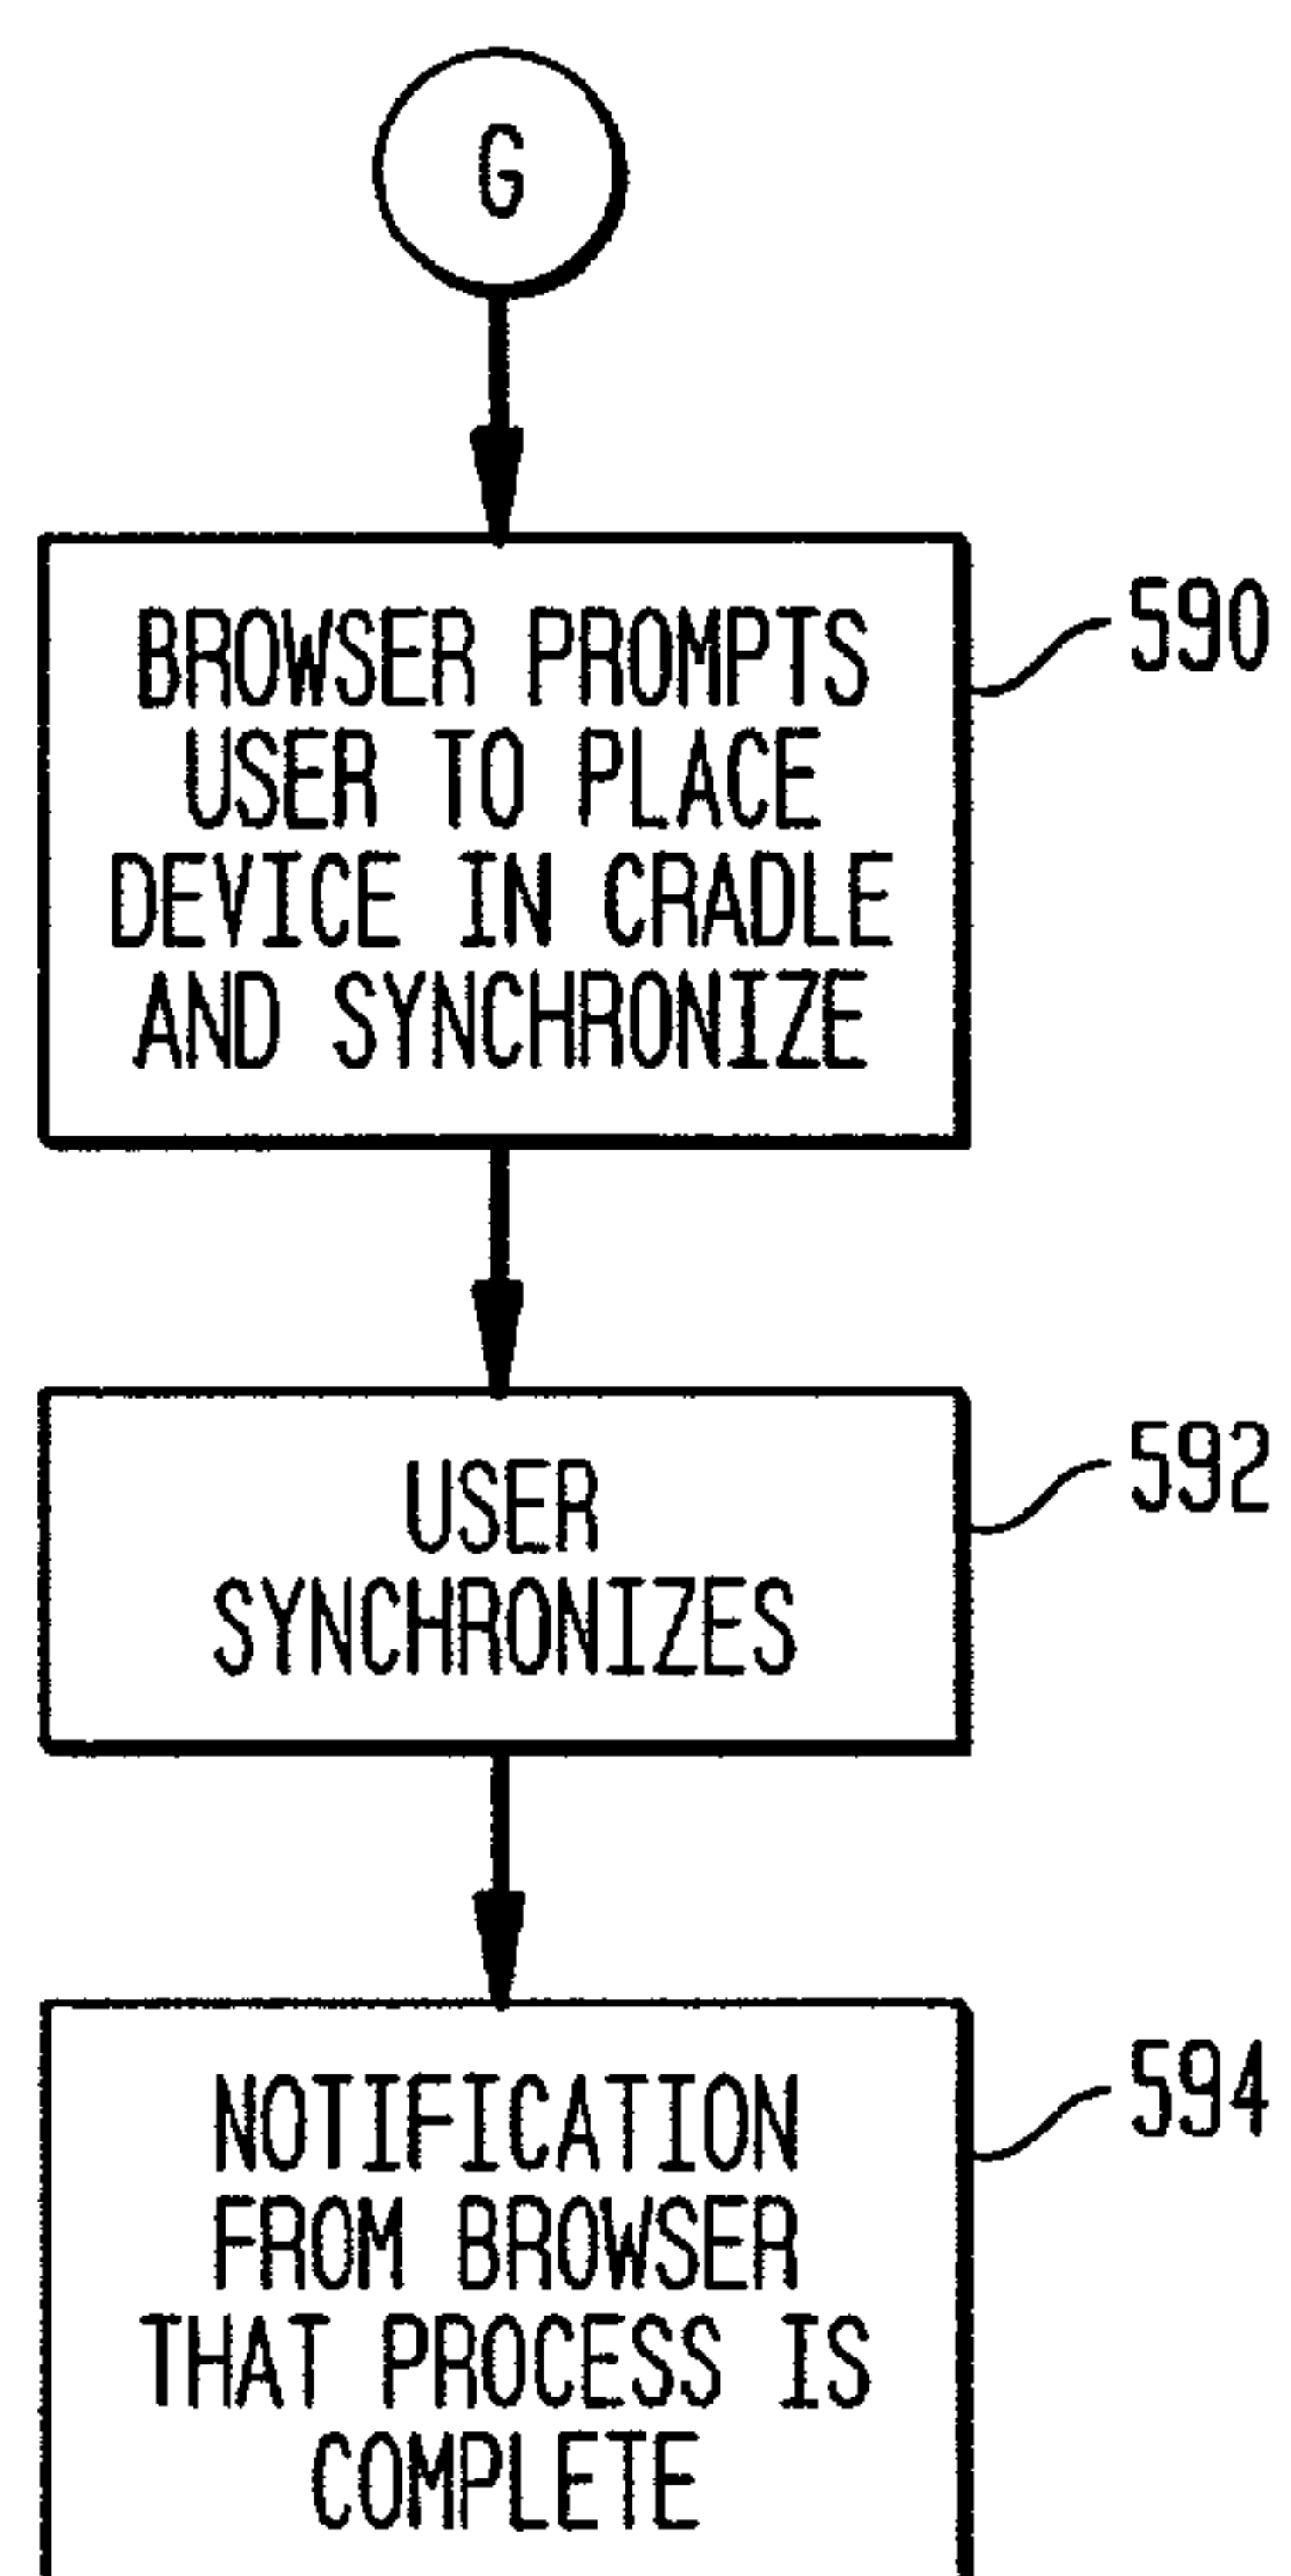 G
BROWSER PROMPTS
USER TO PLACE
DEVICE IN CRADLE
AND SYNCHRONIZE
590
USER
SYNCHRONIZES
592
NOTIFICATION
FROM BROWSER
THAT PROCESS IS
COMPLETE
594